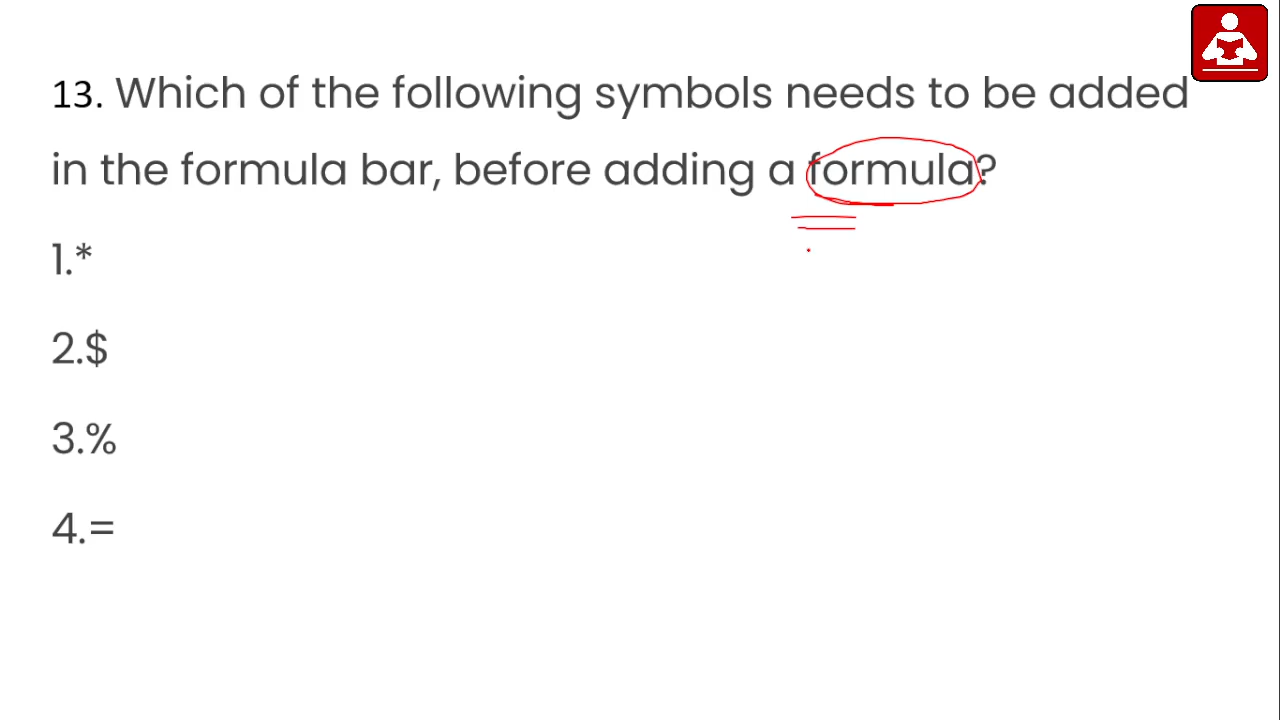 13. Which of the following symbols needs to be added
in the formula bar, before adding a formula?
1.*
2.$
3.%
4.=